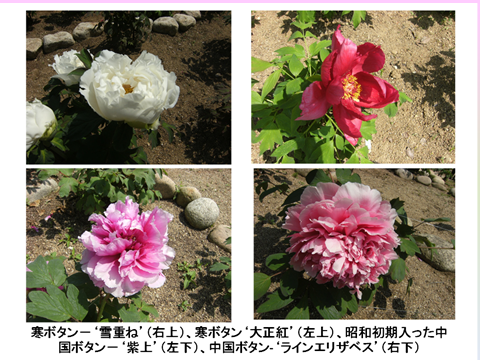 寒ボタンー‘雪重ね’(右上)、寒ボタン‘大正紅’(左上)、昭和初期入った中
国ボタンー‘紫上’(左下)、中国ボタン-‘ラインエリザベス’(右下)